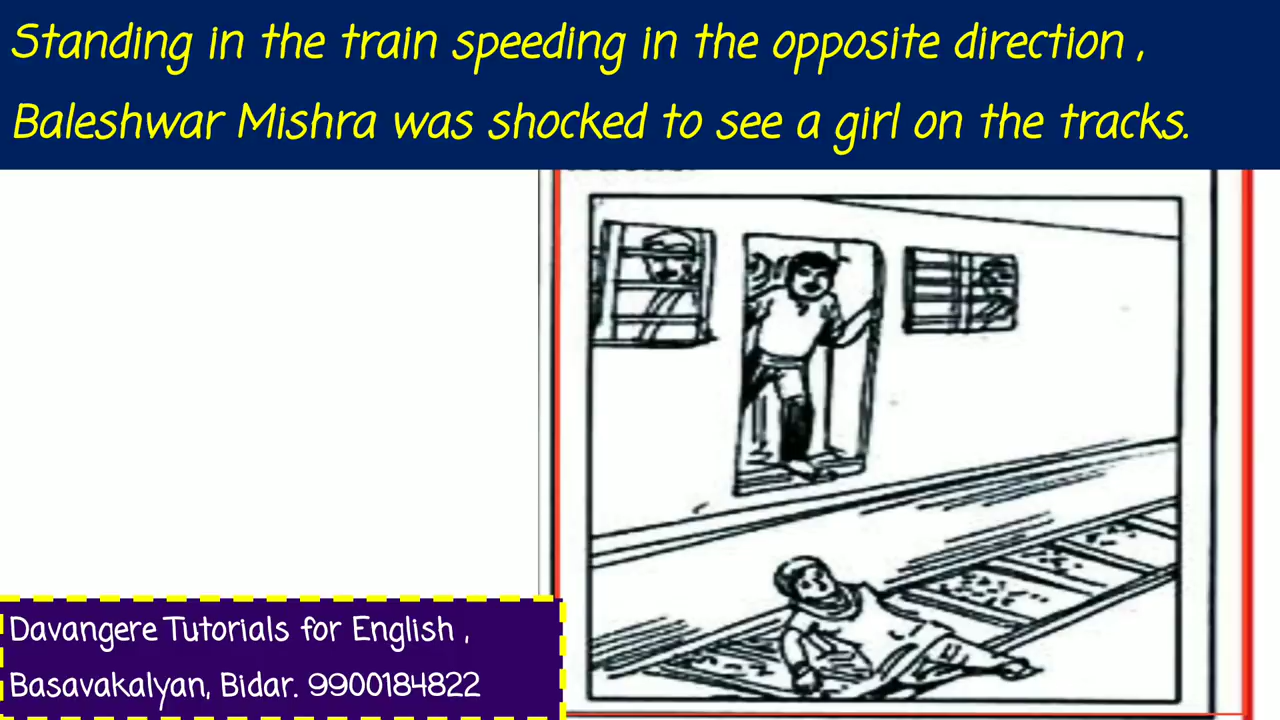 Standing in the train speeding in the opposite direction ,
Baleshwar Mishra was shocked to see a girl on the tracks.
Davangere Tutorials for English ,
Basavakalyan, Bidar. 9900184822